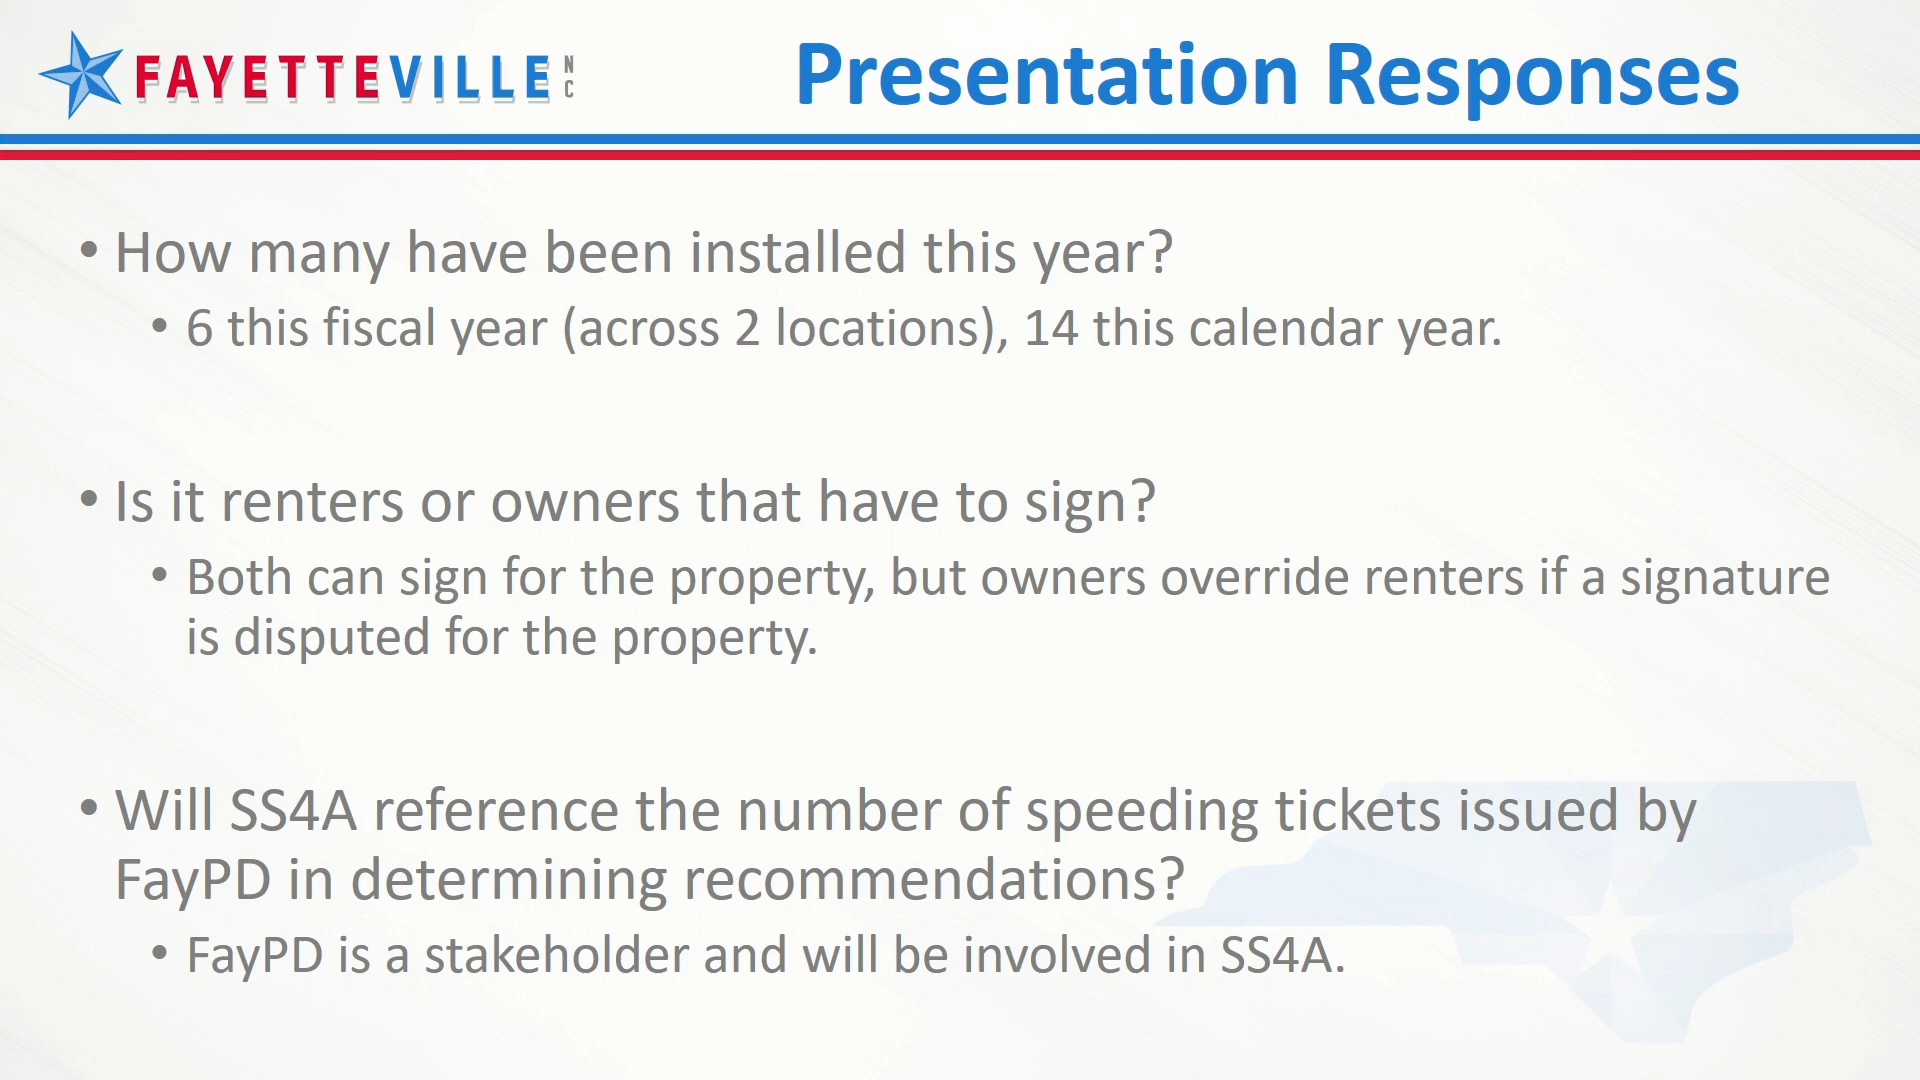 FAYETTEVILLE NC
Presentation Responses
• How many have been installed this year?
• 6 this fiscal year (across 2 locations), 14 this calendar year.
• Is it renters or owners that have to sign?
• Both can sign for the property, but owners override renters if a signature
is disputed for the property.
• Will SS4A reference the number of speeding tickets issued by
FayPD in determining recommendations?
• FayPD is a stakeholder and will be involved in SS4A.